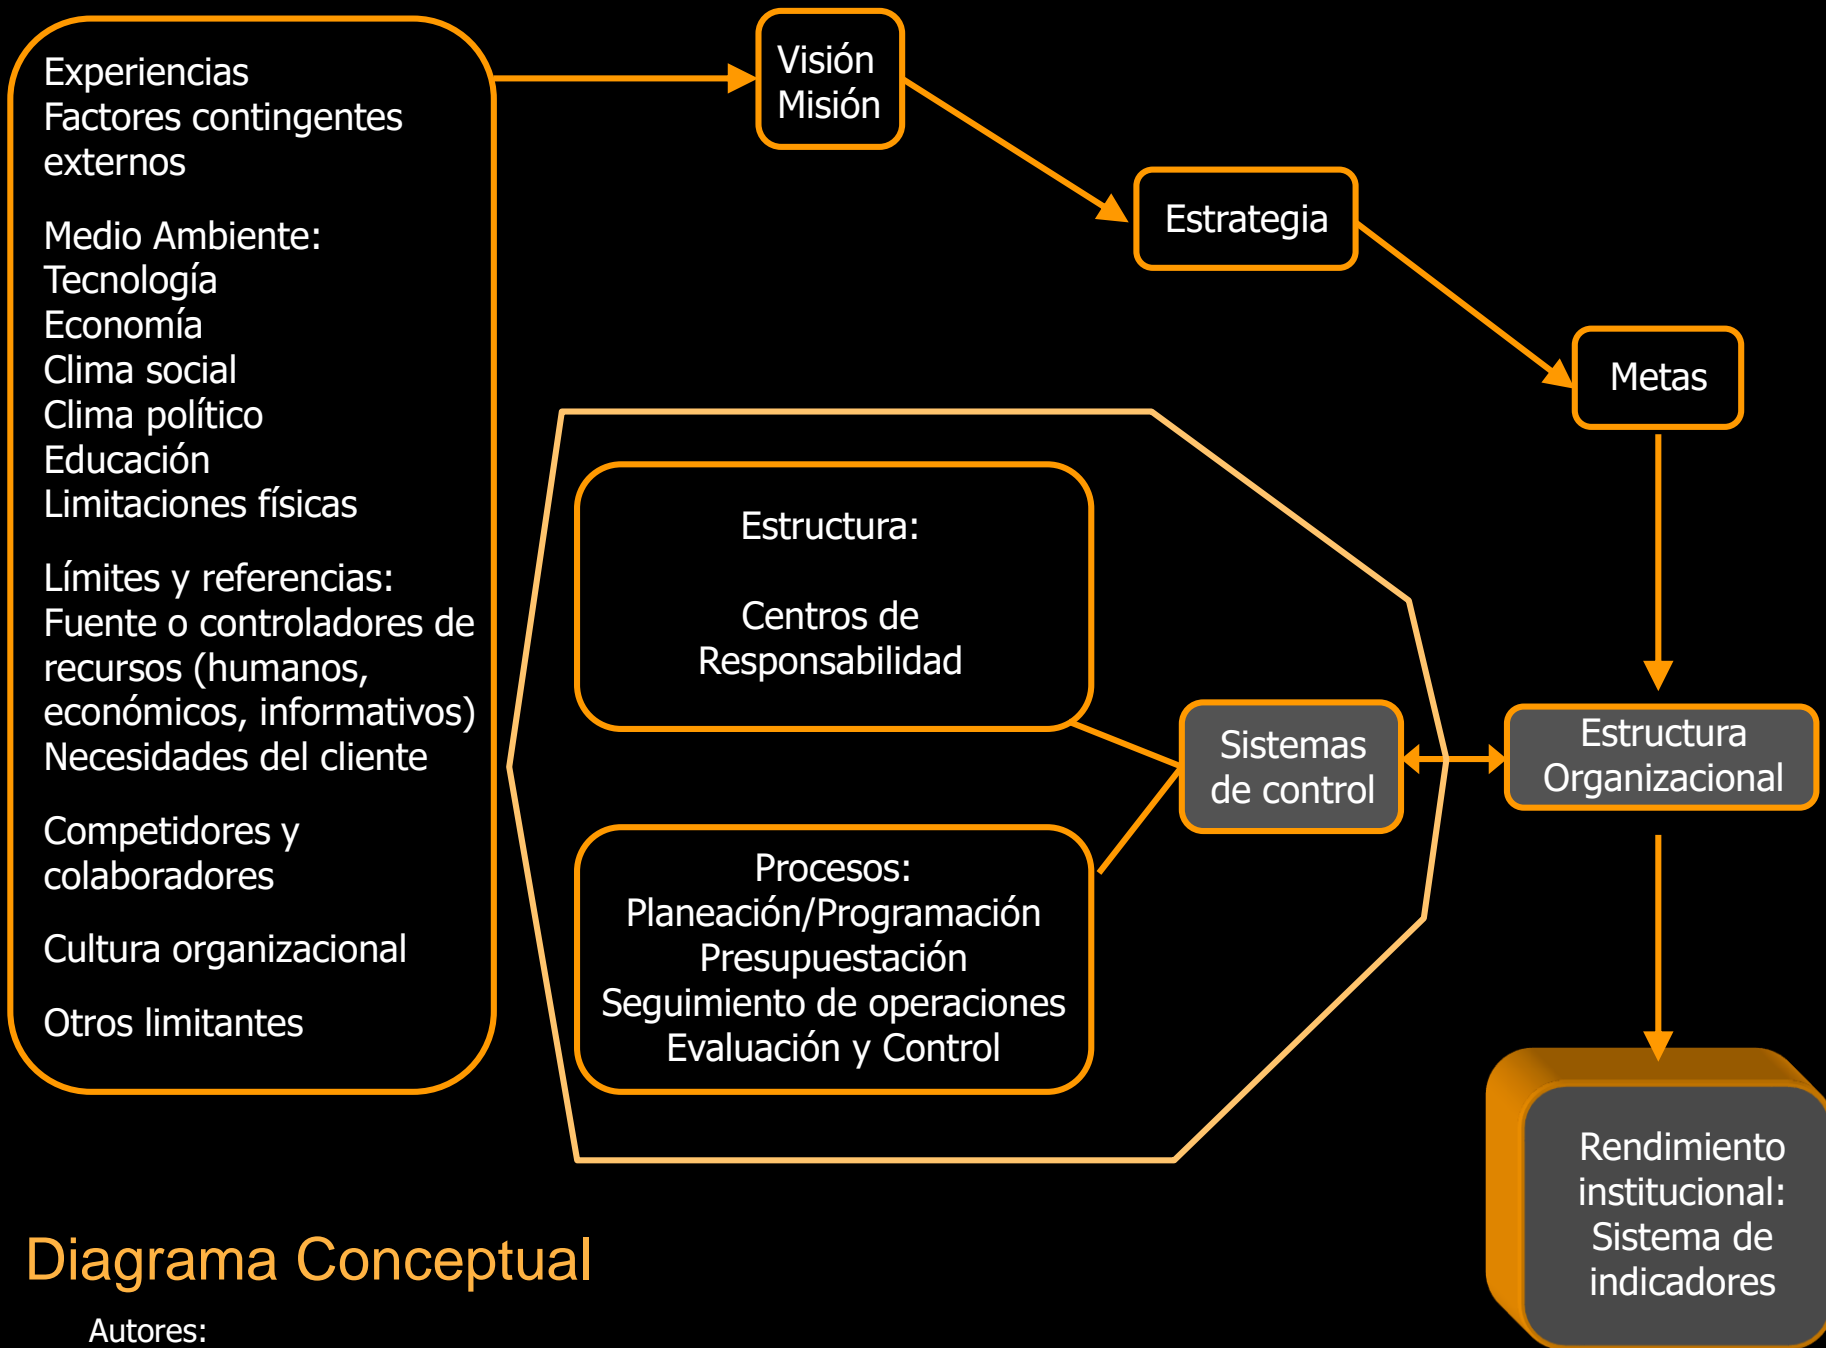 Experiencias
Factores contingentes
externos
Medio Ambiente:
Tecnología
Economía
Clima social
Clima político
Educación
Limitaciones físicas
Límites y referencias:
Fuente o controladores de
recursos (humanos,
económicos, informativos)
Necesidades del cliente
Competidores y
colaboradores
Cultura organizacional
Otros limitantes
Visión
Misión
Estrategia
Metas
Estructura:
Centros de
Responsabilidad
Sistemas
de control
Estructura
Organizacional
Procesos:
Planeación/Programación
Presupuestación
Seguimiento de operaciones
Evaluación y Control
Rendimiento
institucional:
Sistema de
indicadores
Diagrama Conceptual
Autores: